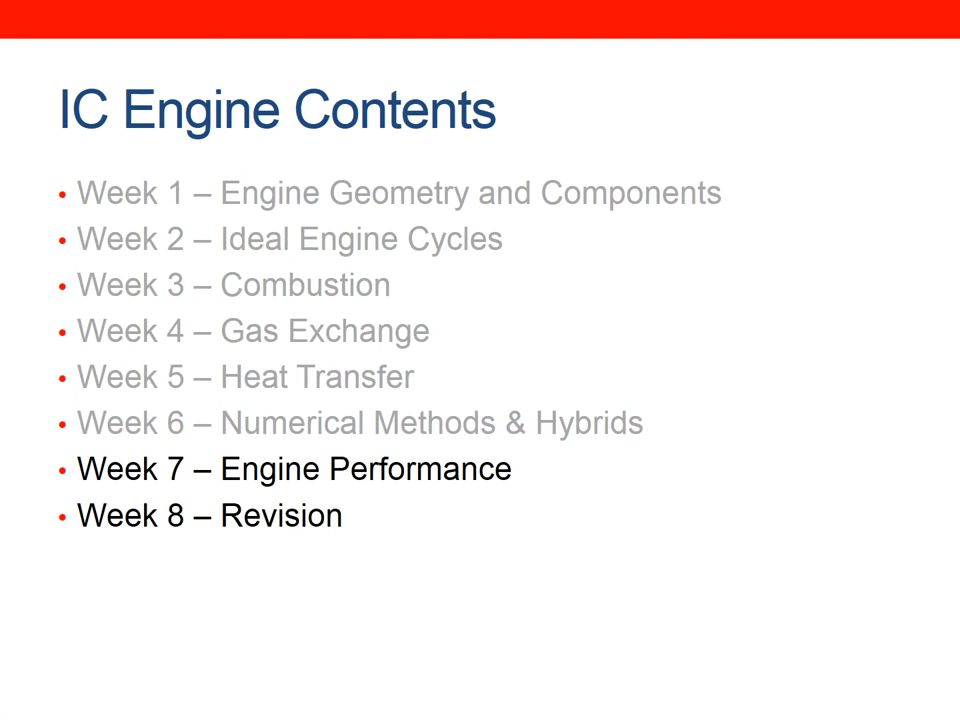 IC Engine Contents
• Week 1 – Engine Geometry and Components
• Week 2 – Ideal Engine Cycles
• Week 3 – Combustion
• Week 4 – Gas Exchange
• Week 5 – Heat Transfer
• Week 6 – Numerical Methods & Hybrids
• Week 7 – Engine Performance
• Week 8 – Revision